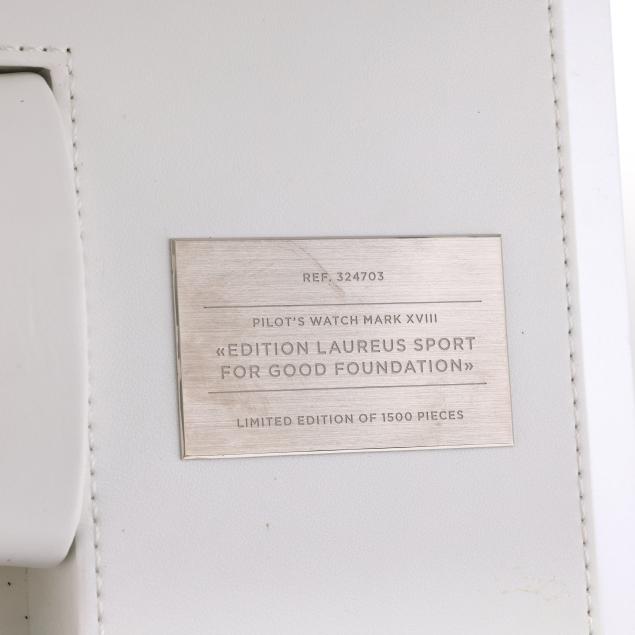 REF. 324703
PILOT'S WATCH MARK XVIII
«EDITION LAUREUS SPORT
FOR GOOD FOUNDATION»
LIMITED EDITION OF 1500 PIECES